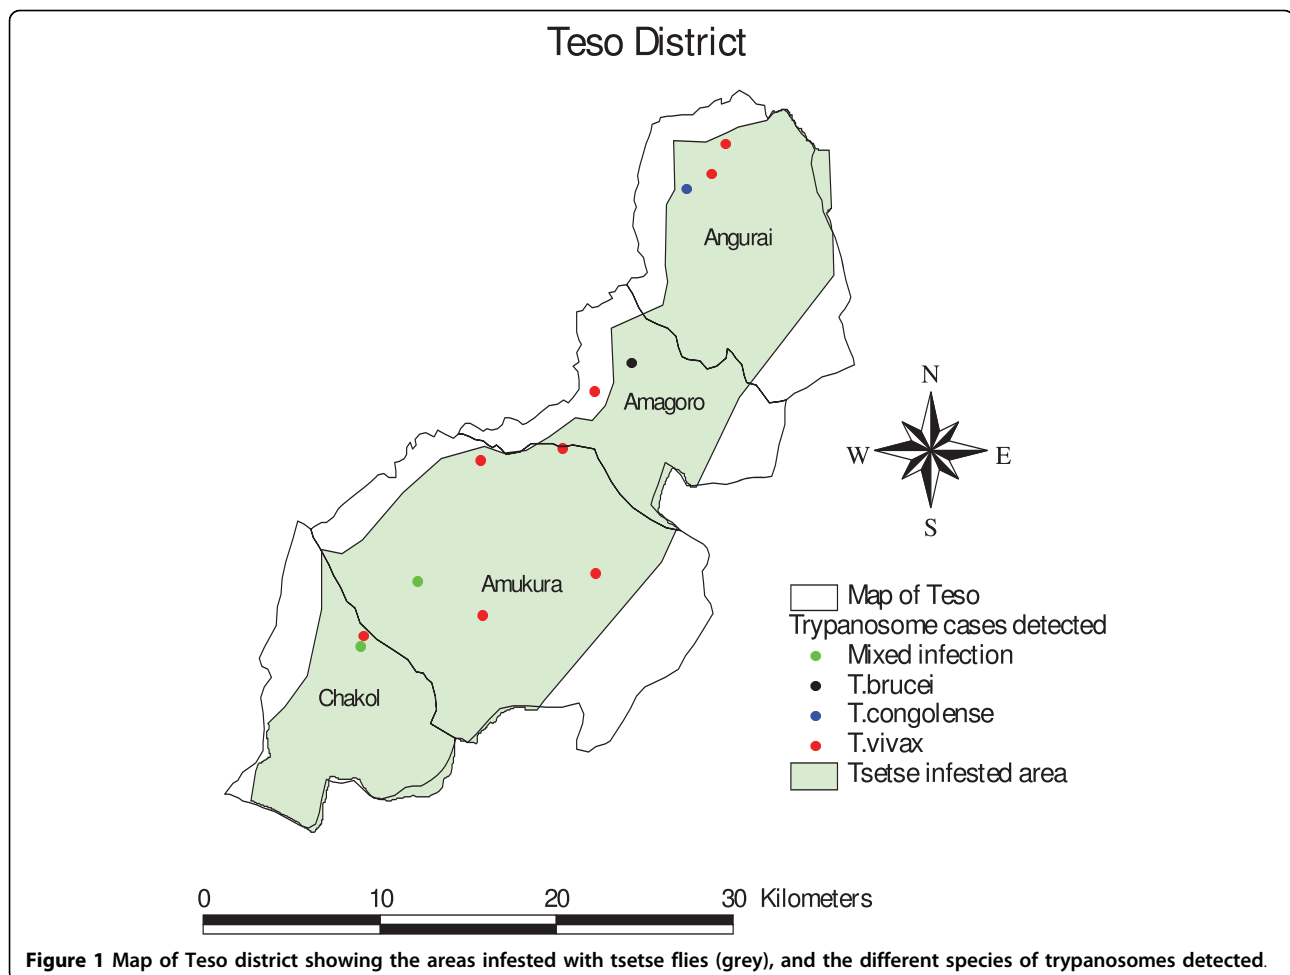 Teso District
Angurai
Amagoro
Amukura
Chakol
N
W
E
S
Map of Teso
Trypanosome cases detected
Mixed infection
T.brucei
T.congolense
T.vivax
Tsetse infested area
0 10 20 30 Kilometers
Figure 1 Map of Teso district showing the areas infested with tsetse flies (grey), and the different species of trypanosomes detected.